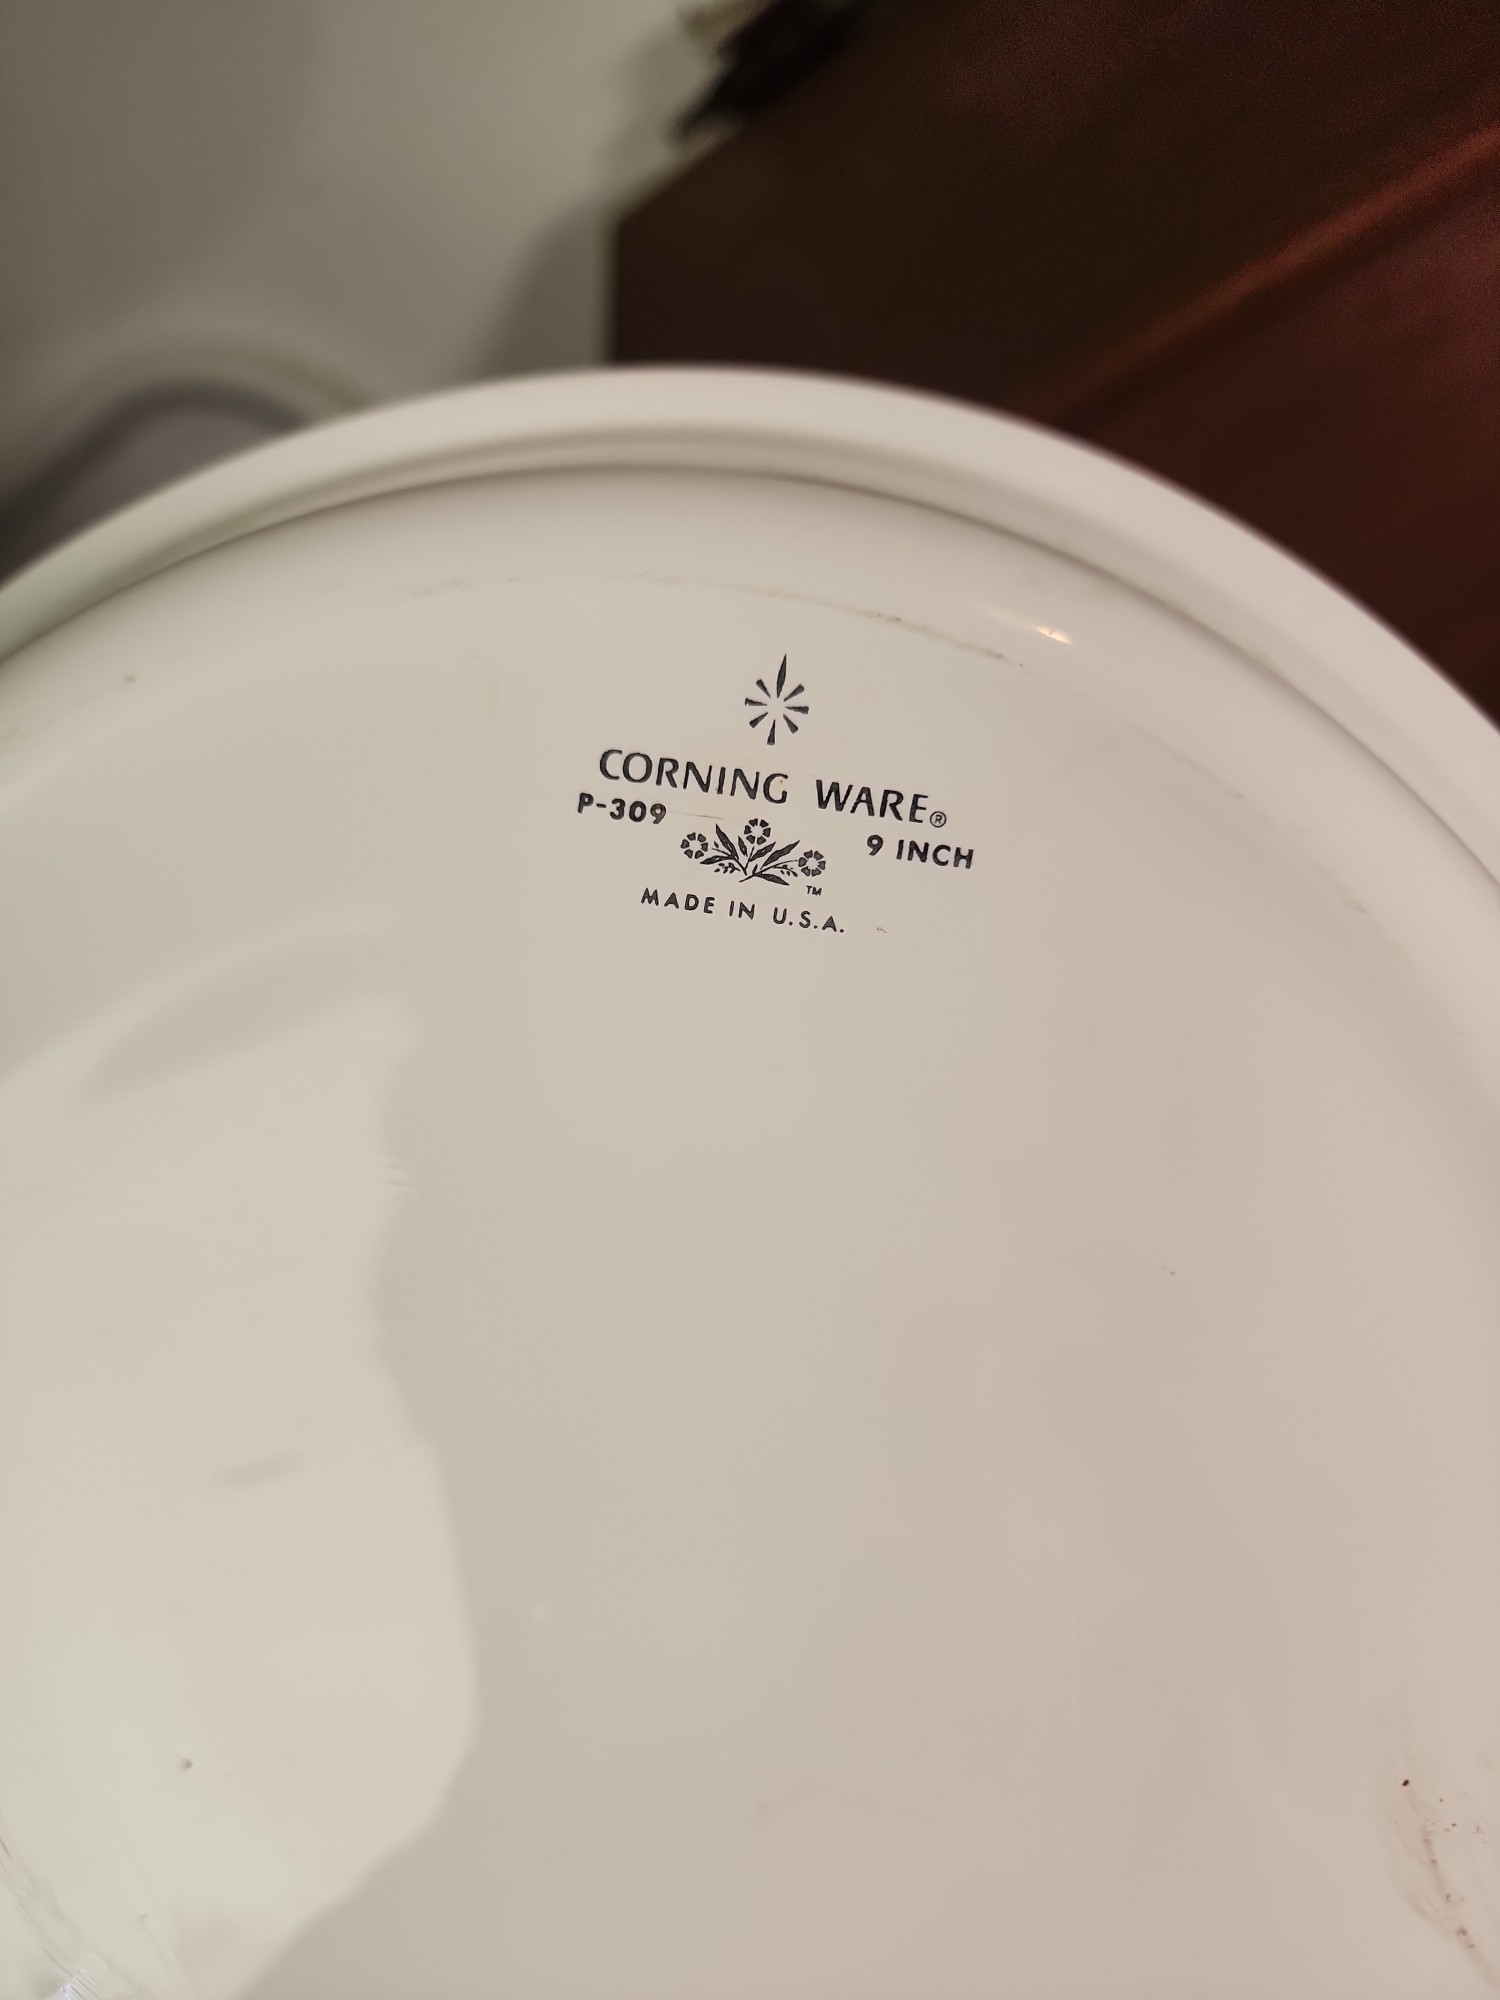 CORNING WARE®
P-309 9 INCH
TM
MADE IN U.S.A.